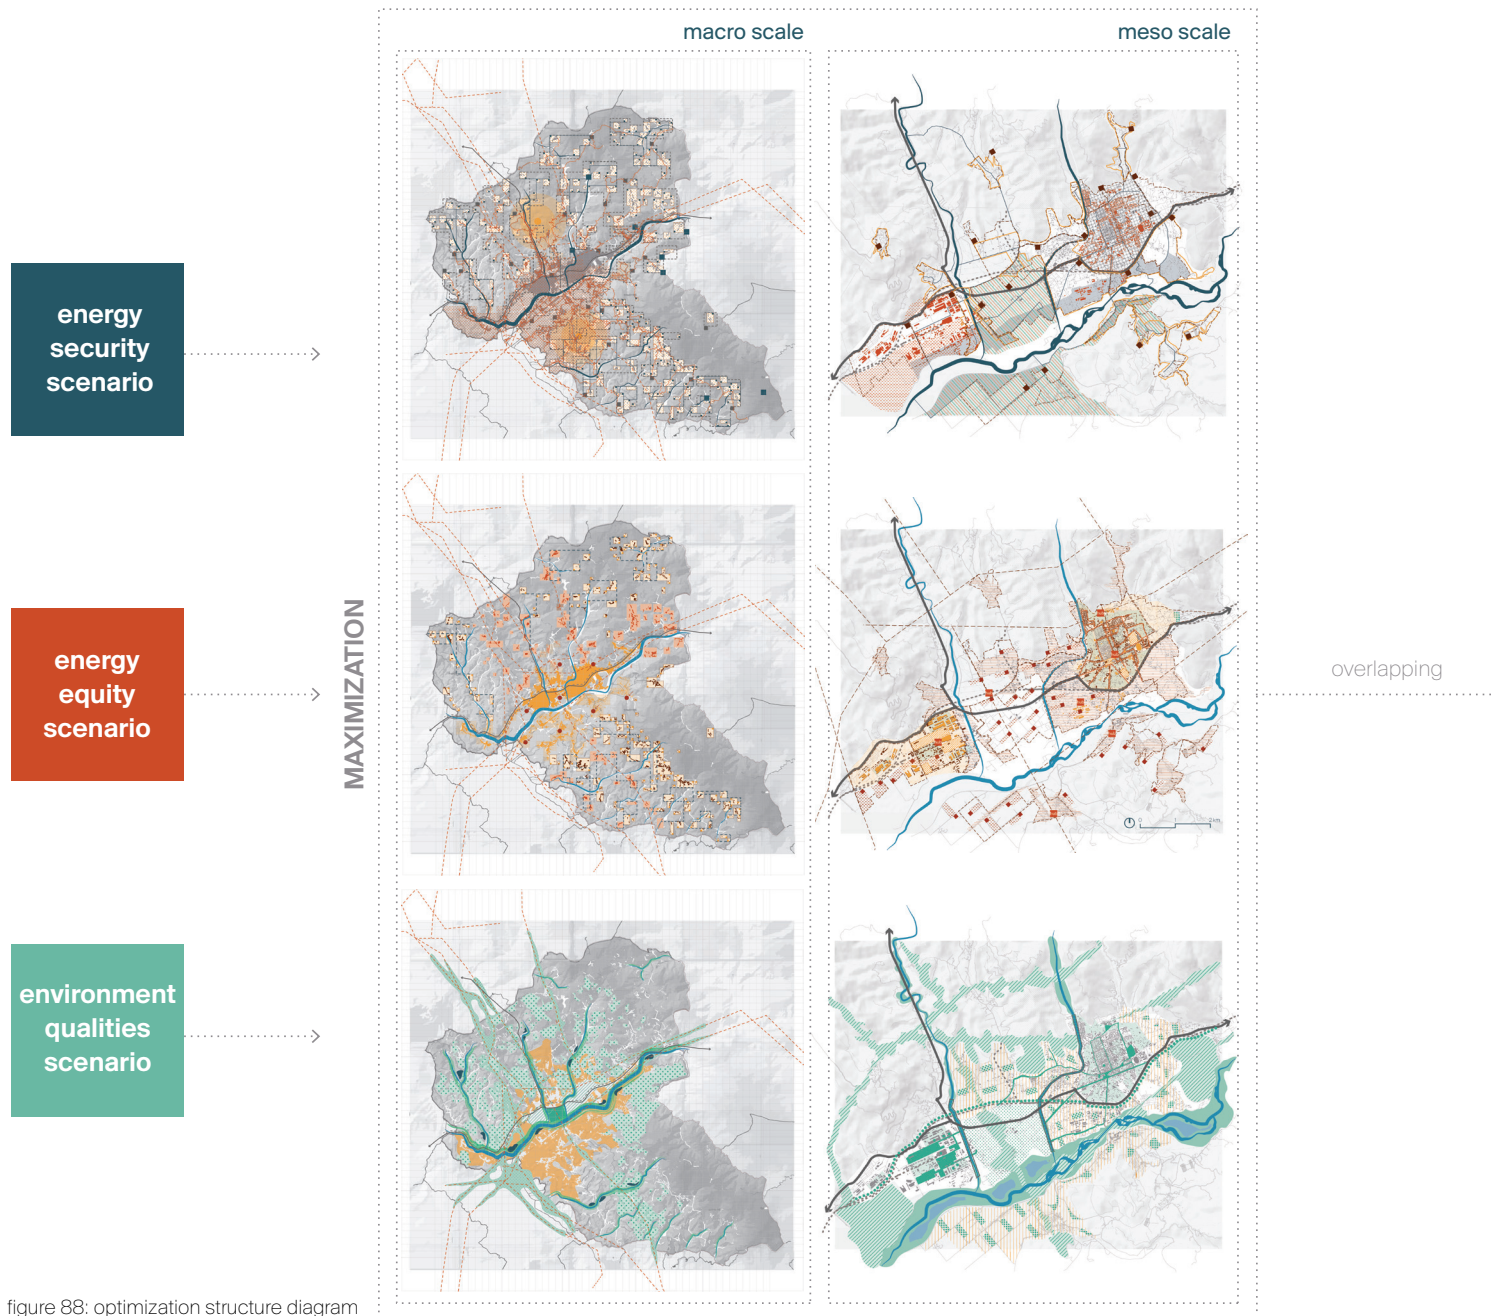 macro scale
meso scale
energy
security
scenario
energy
equity
scenario
MAXIMIZATION
overlapping
environment
qualities
scenario
figure 88: optimization structure diagram